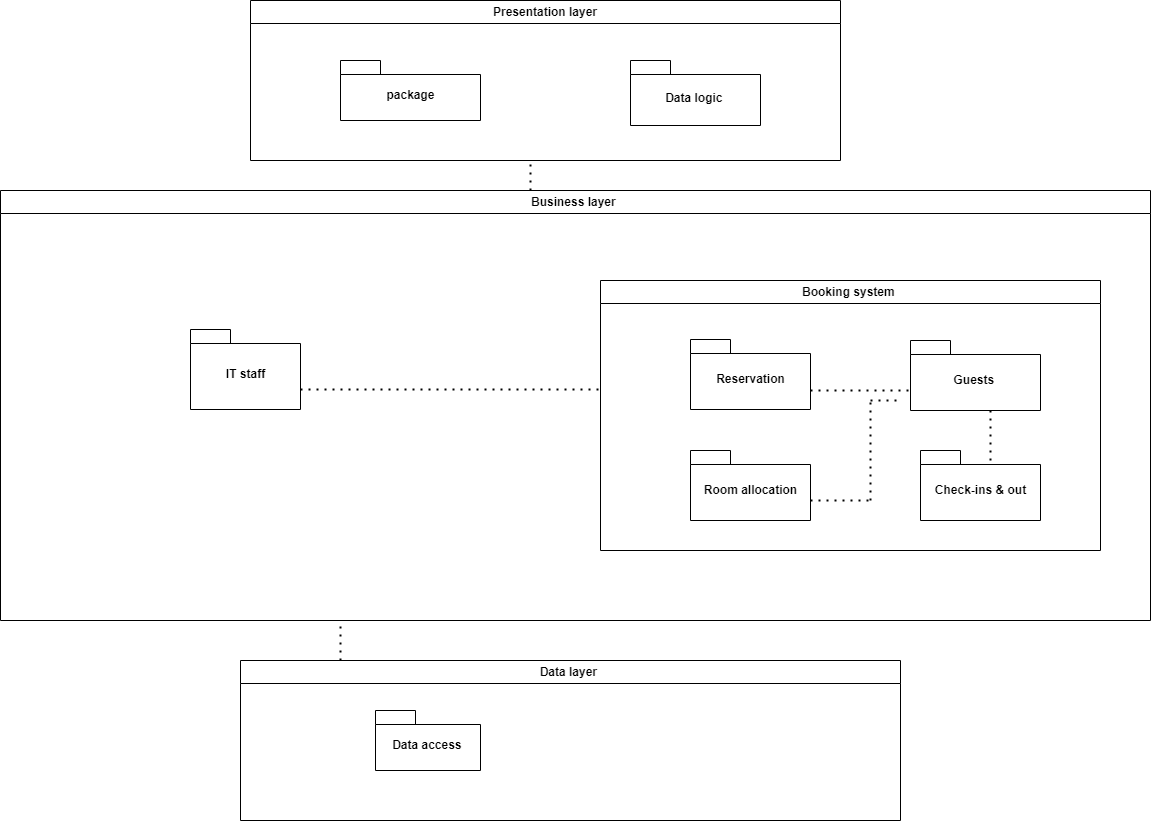 Presentation layer
package
Data logic
Business layer
Booking system
IT staff
Reservation
Guests
Room allocation
Check-ins & out
Data layer
Data access